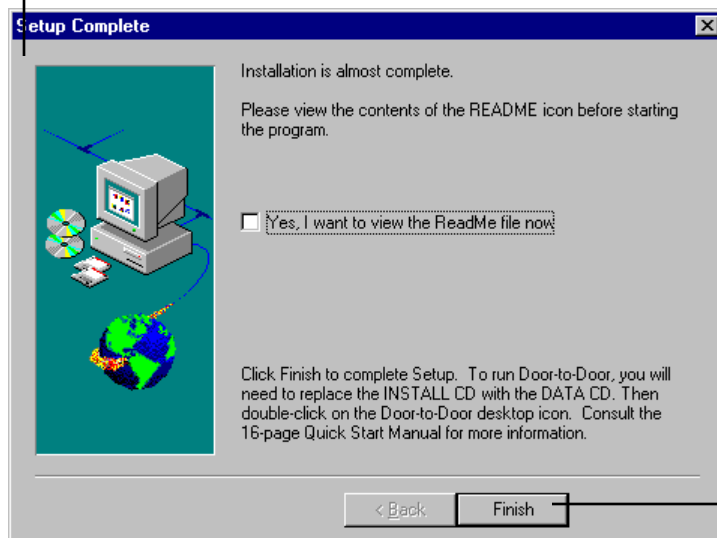 Setup Complete
Installation is almost complete.
Please view the contents of the README icon before starting
the program.
Yes, I want to view the ReadMe file now
Click Finish to complete Setup. To run Door-to-Door, you will
need to replace the INSTALL CD with the DATA CD. Then
double-click on the Door-to-Door desktop icon. Consult the
16-page Quick Start Manual for more information.
< Back
Finish